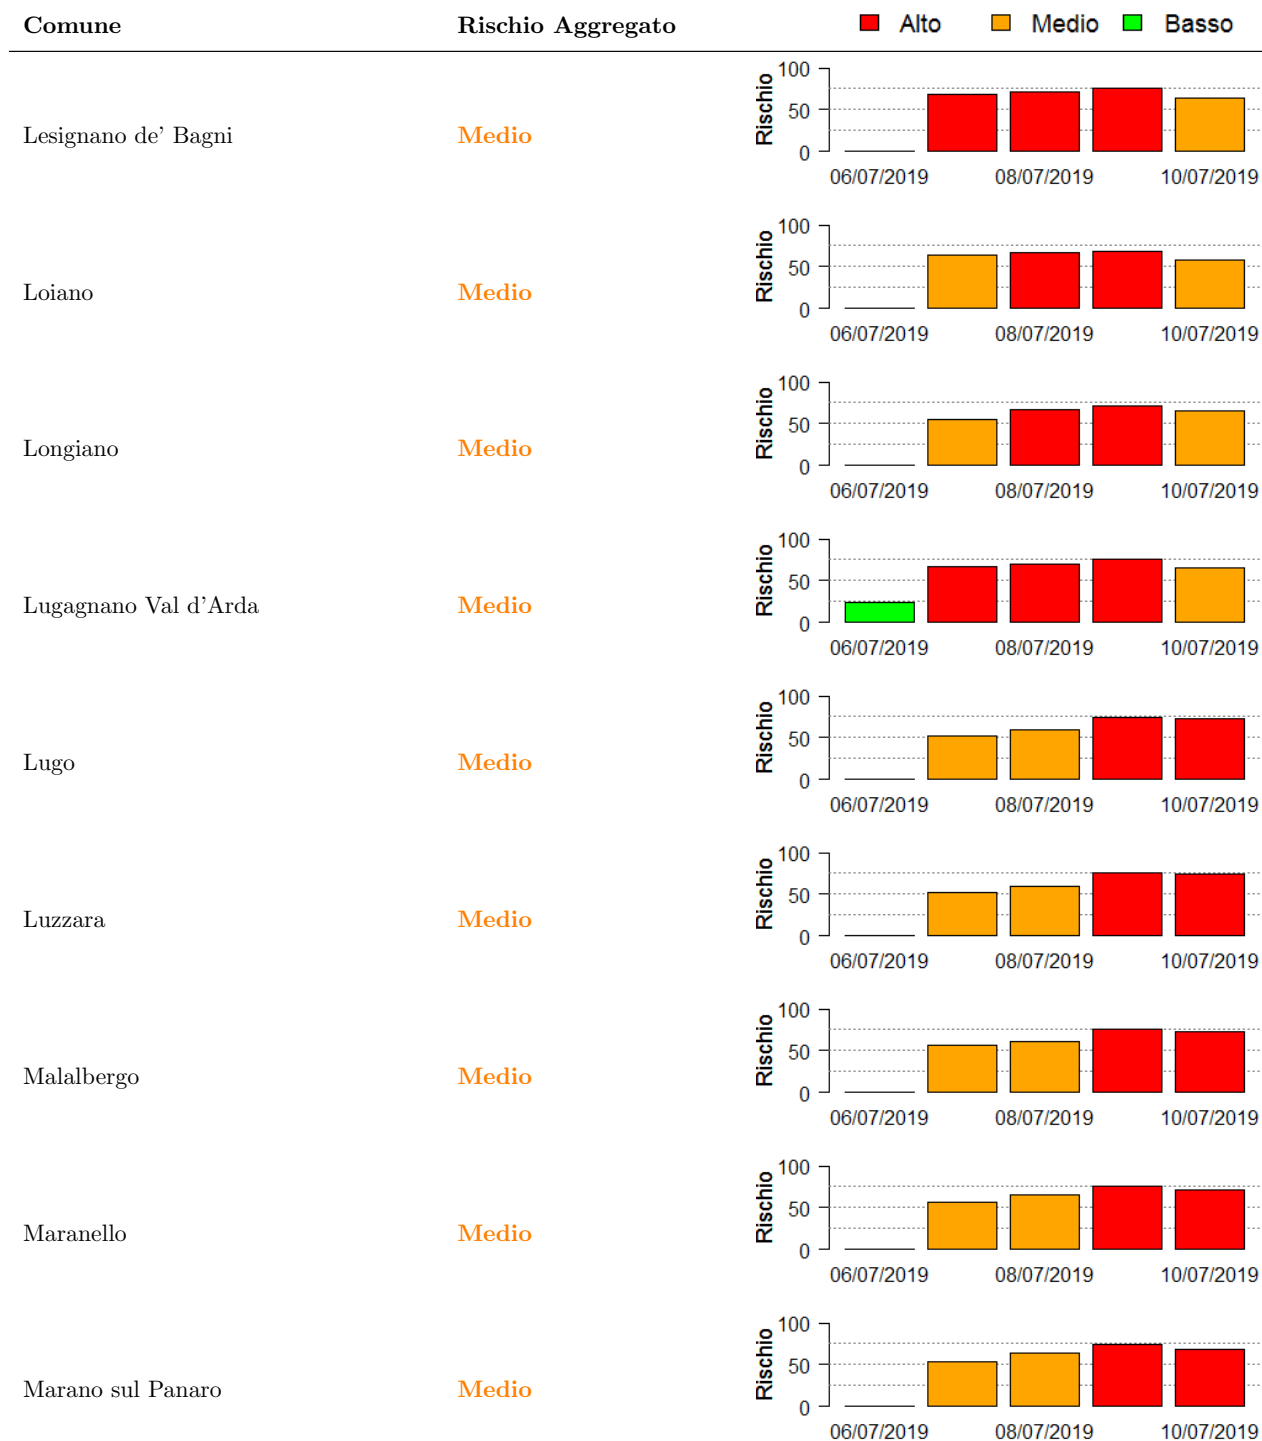 Comune Rischio Aggregato Alto Medio Basso
100
50
0
Rischio
Lesignano de' Bagni Medio
06/07/2019 08/07/2019 10/07/2019
100
50
0
Rischio
Loiano Medio
06/07/2019 08/07/2019 10/07/2019
100
50
0
Rischio
Longiano Medio
06/07/2019 08/07/2019 10/07/2019
100
50
0
Rischio
Lugagnano Val d'Arda Medio
06/07/2019 08/07/2019 10/07/2019
100
50
0
Rischio
Lugo Medio
06/07/2019 08/07/2019 10/07/2019
100
50
0
Rischio
Luzzara Medio
06/07/2019 08/07/2019 10/07/2019
100
50
0
Rischio
Malalbergo Medio
06/07/2019 08/07/2019 10/07/2019
100
50
0
Rischio
Maranello Medio
06/07/2019 08/07/2019 10/07/2019
100
50
0
Rischio
Marano sul Panaro Medio
06/07/2019 08/07/2019 10/07/2019